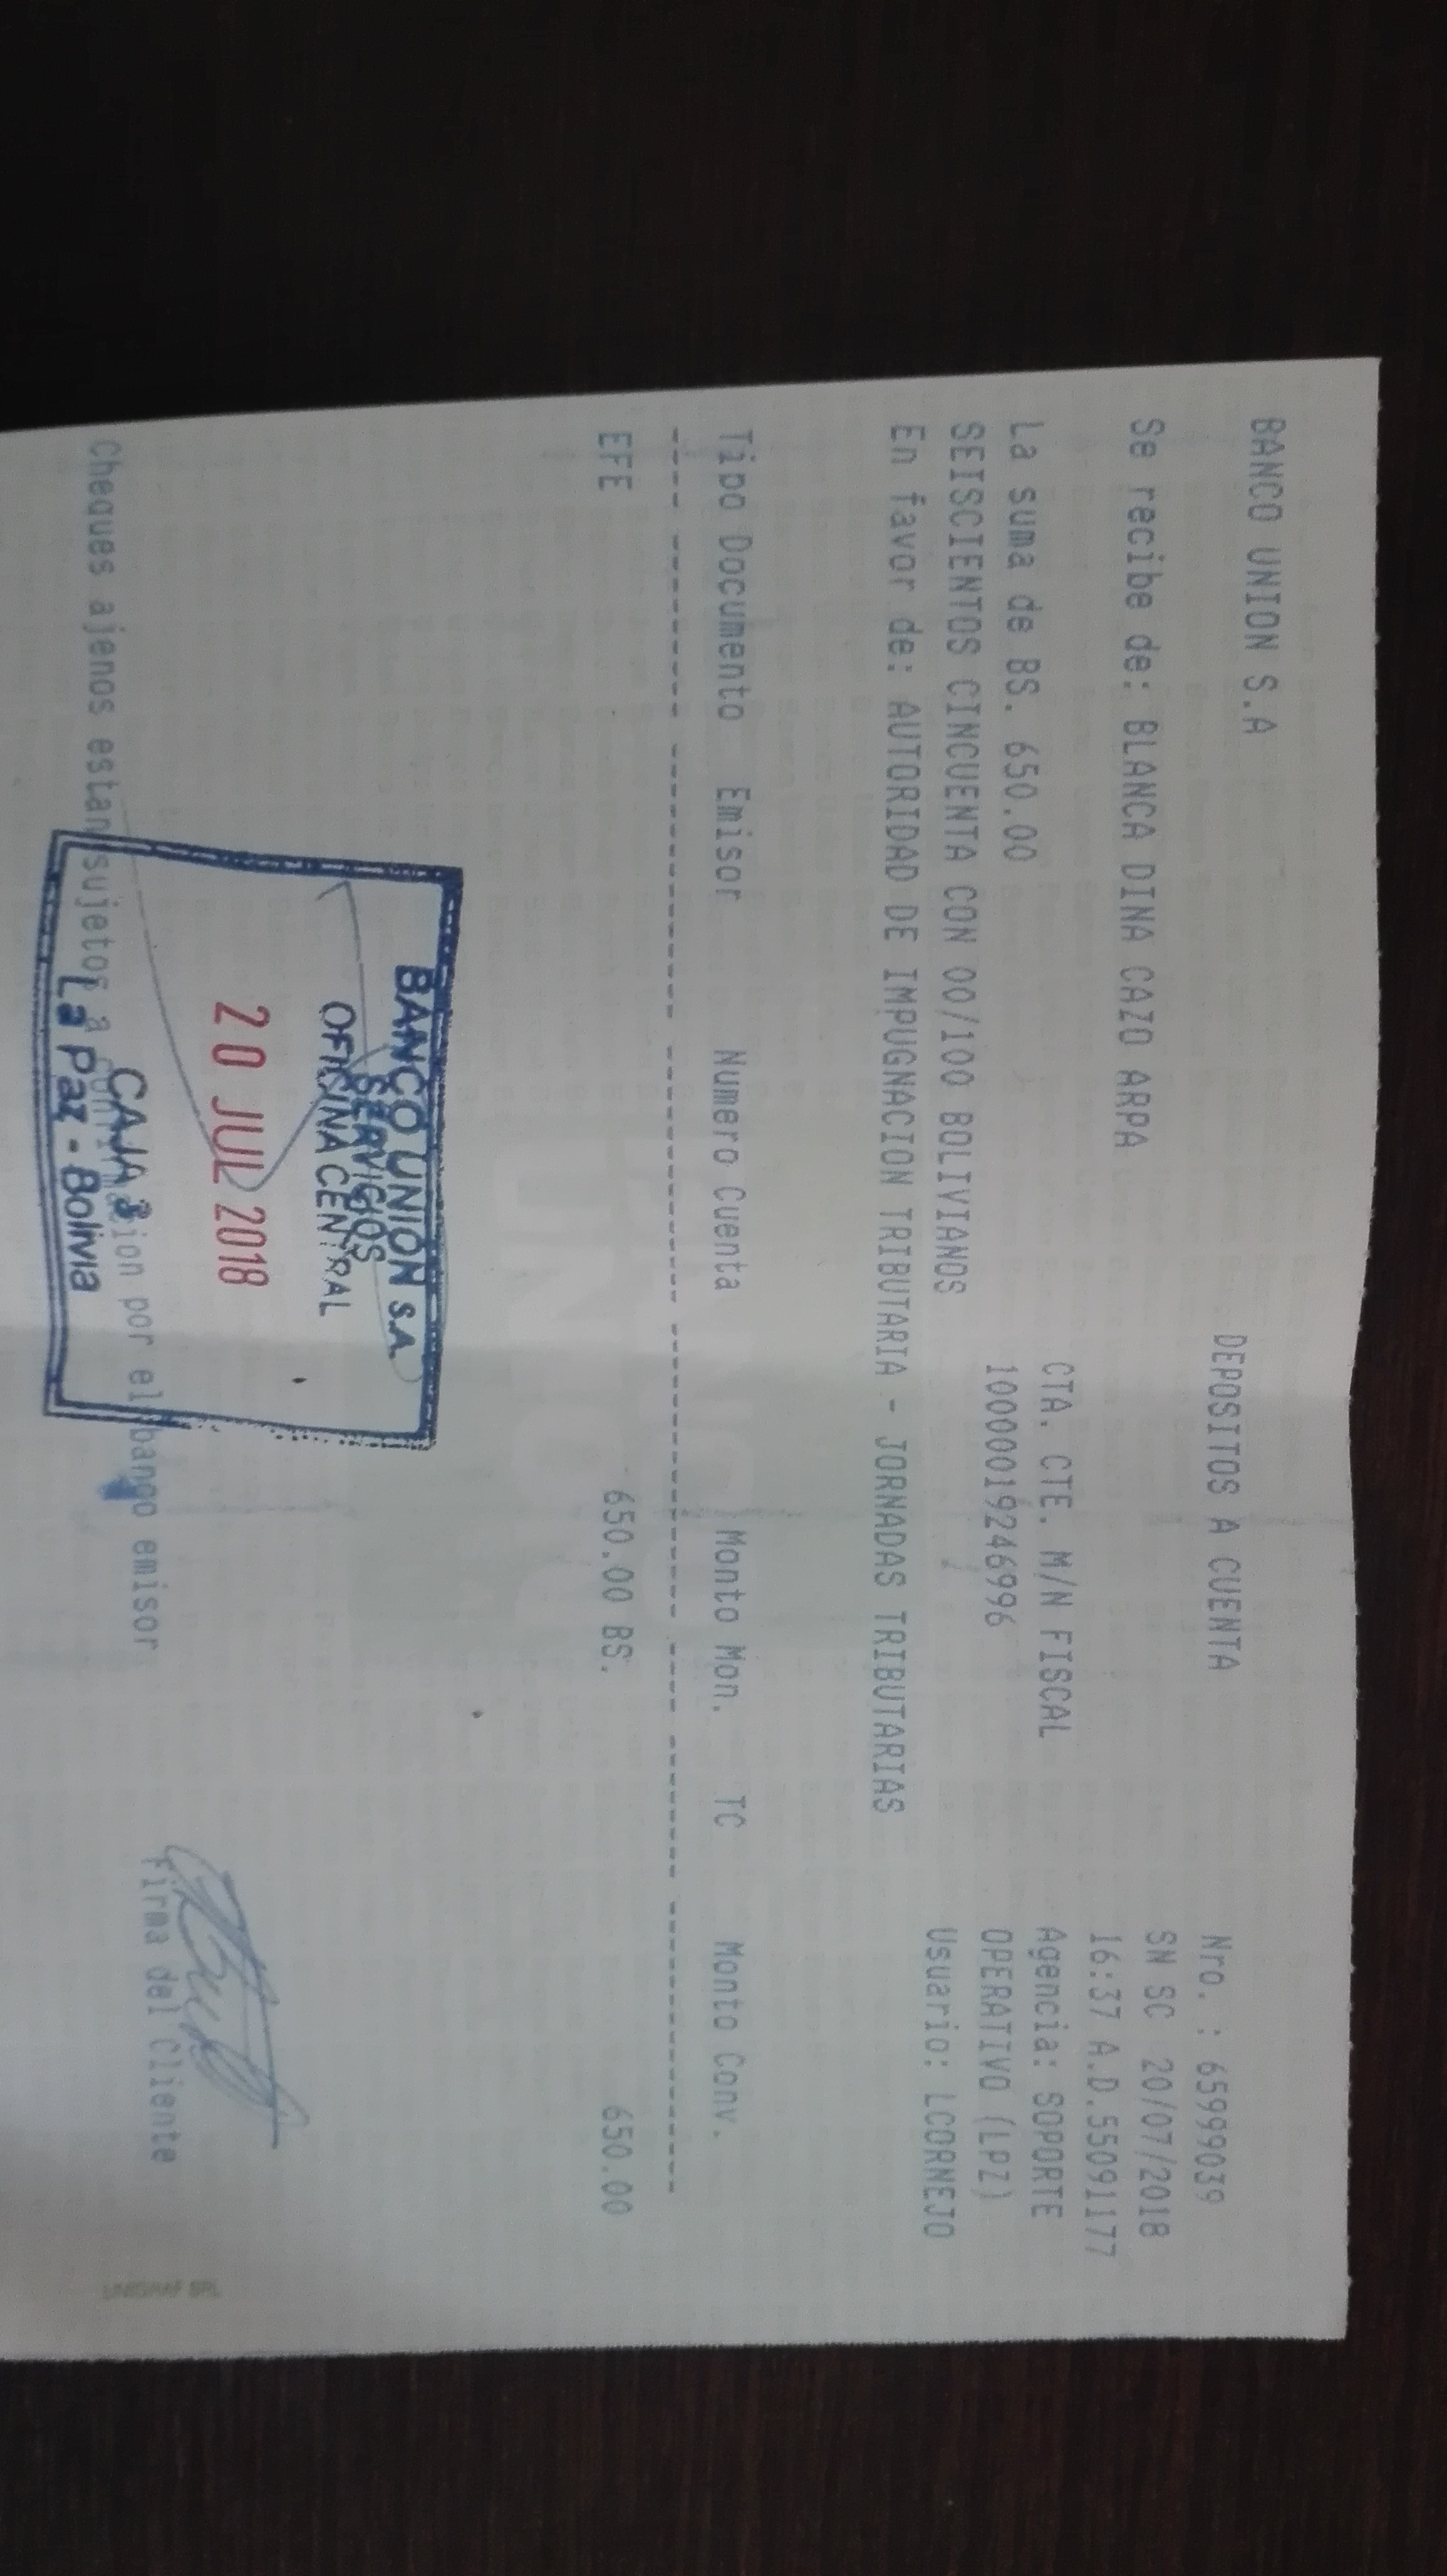 BANCO UNION S.A
DEPOSITOS A CUENTA
Nro. : 65999039
SN SC 20/07/2018
Se recibe de: BLANCA DINA CAZO ARPA
16:37 A.D.55091177
La suma de BS. 650.00
CTA. CTE. M/N FISCAL
Agencia: SOPORTE
10000019246996
OPERATIVO (LPZ)
SEISCIENTOS CINCUENTA CON 00/100 BOLIVIANOS
Usuario: LCORNEJO
En favor de: AUTORIDAD DE IMPUGNACION TRIBUTARIA - JORNADAS TRIBUTARIAS
Tipo Documento Emisor Numero Cuenta Monto Mon. TC Monto Conv.
EFE 650.00 BS. 650.00
BANCO UNION S.A.
SERVICIOS
OFICINA CENTRAL
20 JUL 2018
CAJA 3
La Paz - Bolivia
Firma del Cliente
Cheques ajenos estan sujetos a confirmacion por el banco emisor.
UNIGRAF SRL